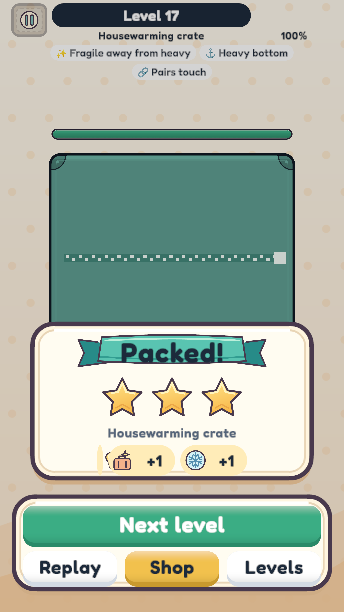 Level 17
Housewarming crate 100%
✨ Fragile away from heavy ⚓ Heavy bottom
🔗 Pairs touch
Packed!
Housewarming crate
+1 +1
Next level
Replay Shop Levels